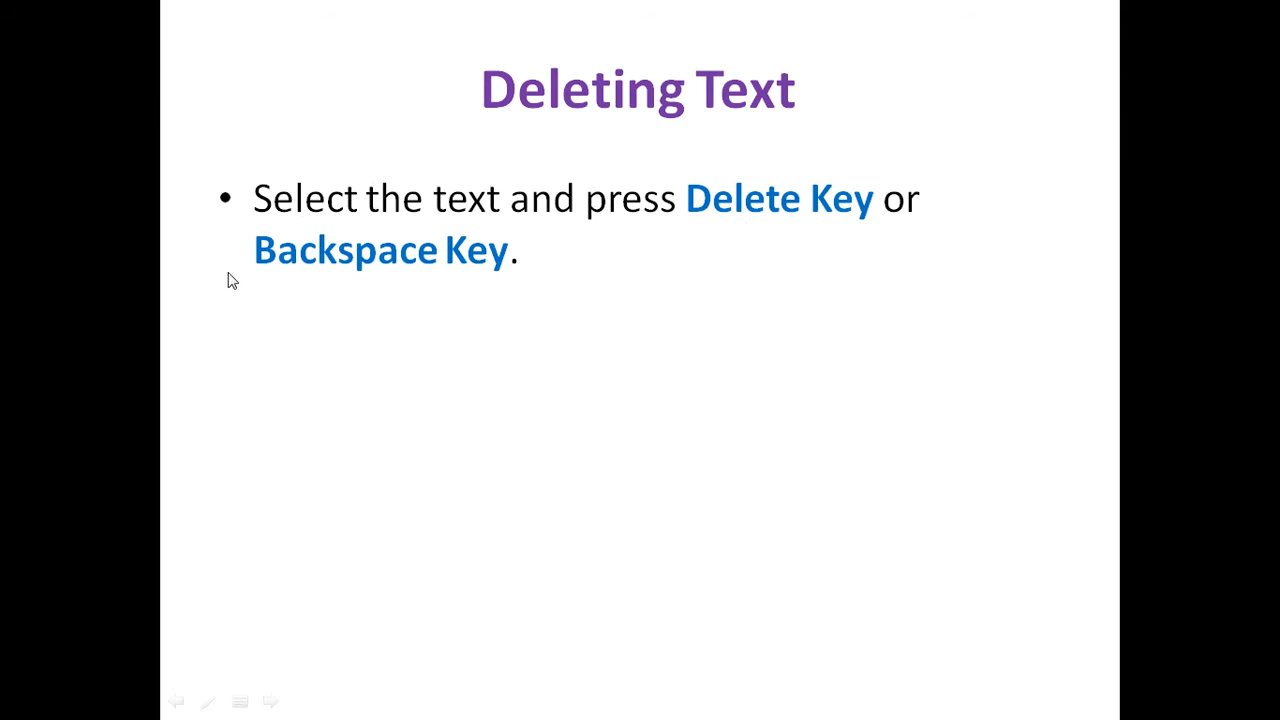 Deleting Text
• Select the text and press Delete Key or
Backspace Key.